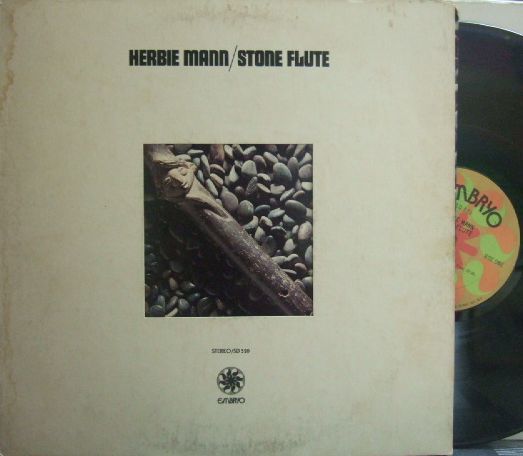 HERBIE MANN/STONE FLUTE
STEREO/SD 520
EMBRYO
EMBRYO